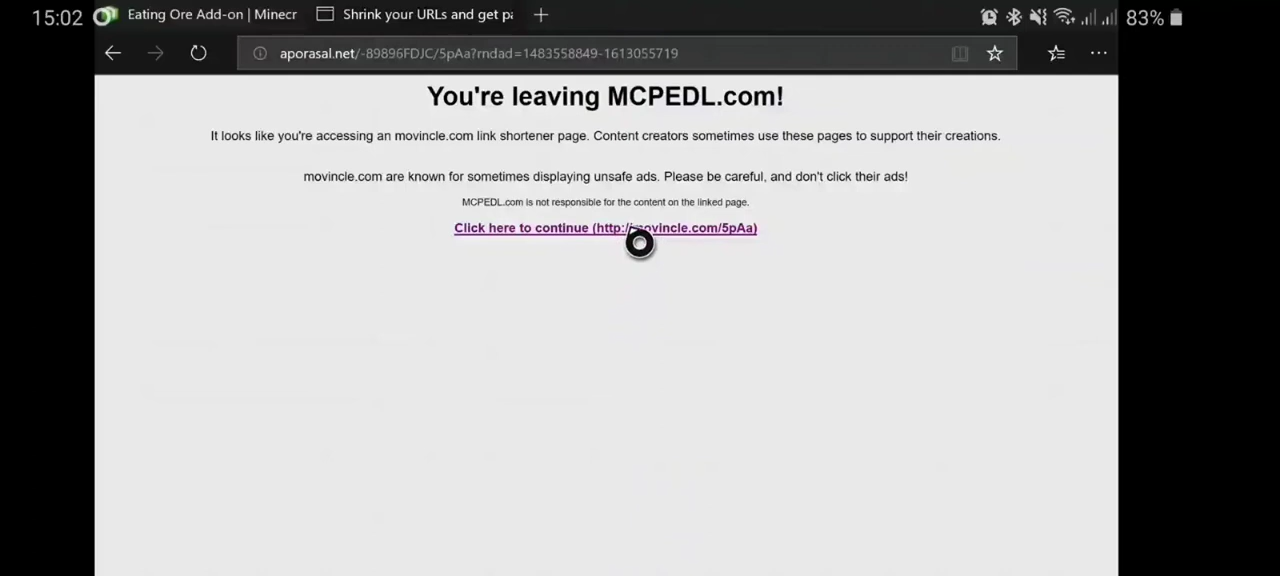 15:02
Eating Ore Add-on | Minecr
Shrink your URLs and get pa
83%
aporasal.net/-89896FDJC/5pAa?rndad=1483558849-1613055719
You're leaving MCPEDL.com!
It looks like you're accessing an movincle.com link shortener page. Content creators sometimes use these pages to support their creations.
movincle.com are known for sometimes displaying unsafe ads. Please be careful, and don't click their ads!
MCPEDL.com is not responsible for the content on the linked page.
Click here to continue (http://movincle.com/5pAa)